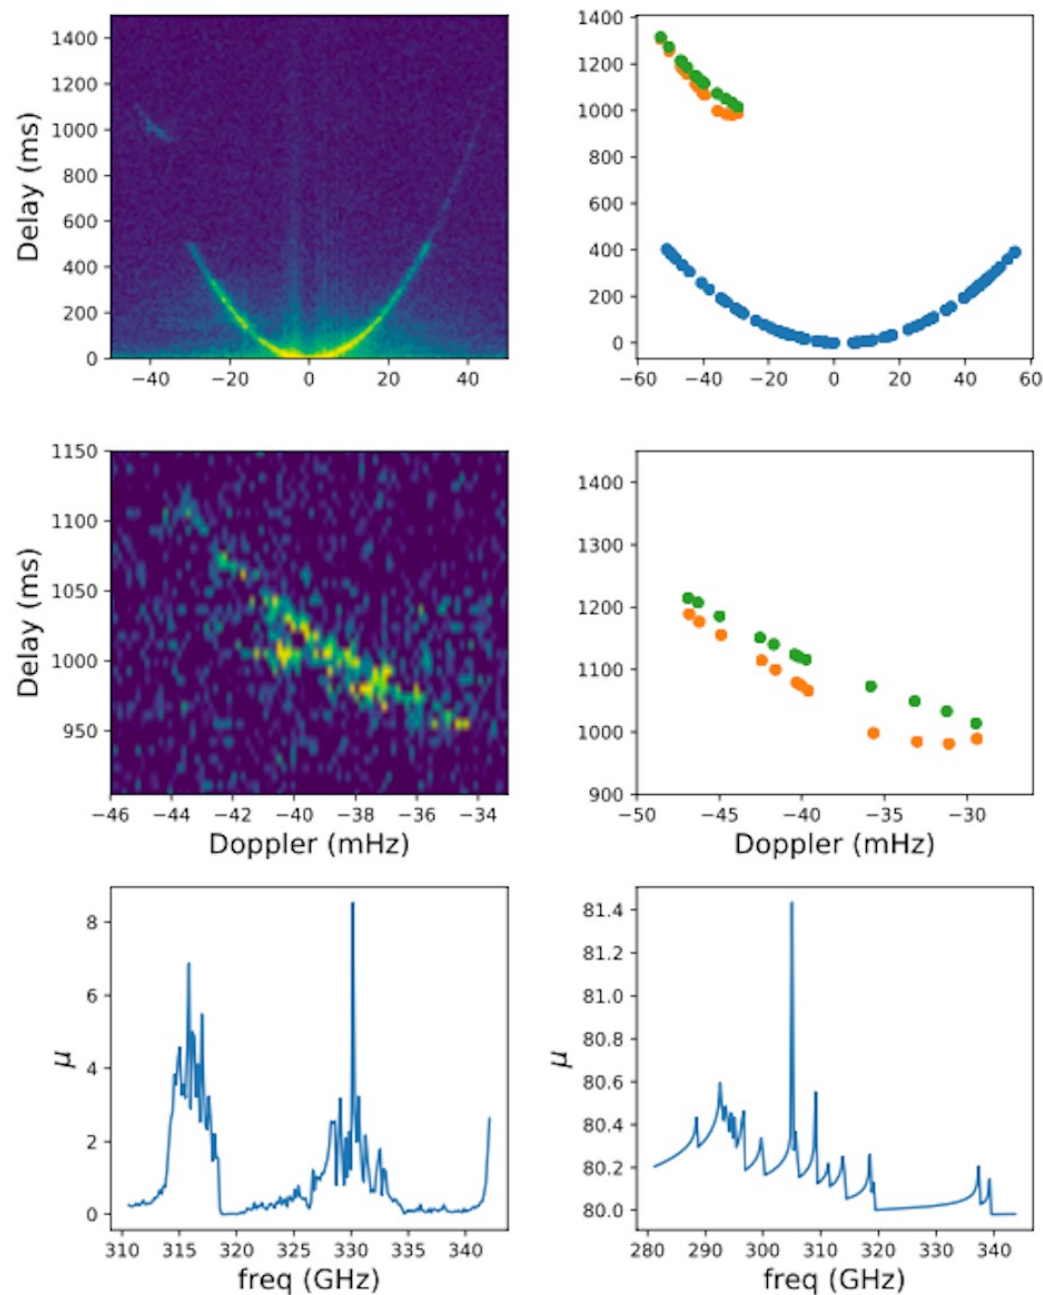 1400
1200
1000
800
600
400
200
0
Delay (ms)
−40 −20 0 20 40
1400
1200
1000
800
600
400
200
0
−60 −40 −20 0 20 40 60
1150
1100
1050
1000
950
Delay (ms)
−46 −44 −42 −40 −38 −36 −34
Doppler (mHz)
1400
1300
1200
1100
1000
900
−50 −45 −40 −35 −30
Doppler (mHz)
8
6
4
2
0
μ
310 315 320 325 330 335 340
freq (GHz)
81.4
81.2
81.0
80.8
80.6
80.4
80.2
80.0
μ
280 290 300 310 320 330 340
freq (GHz)